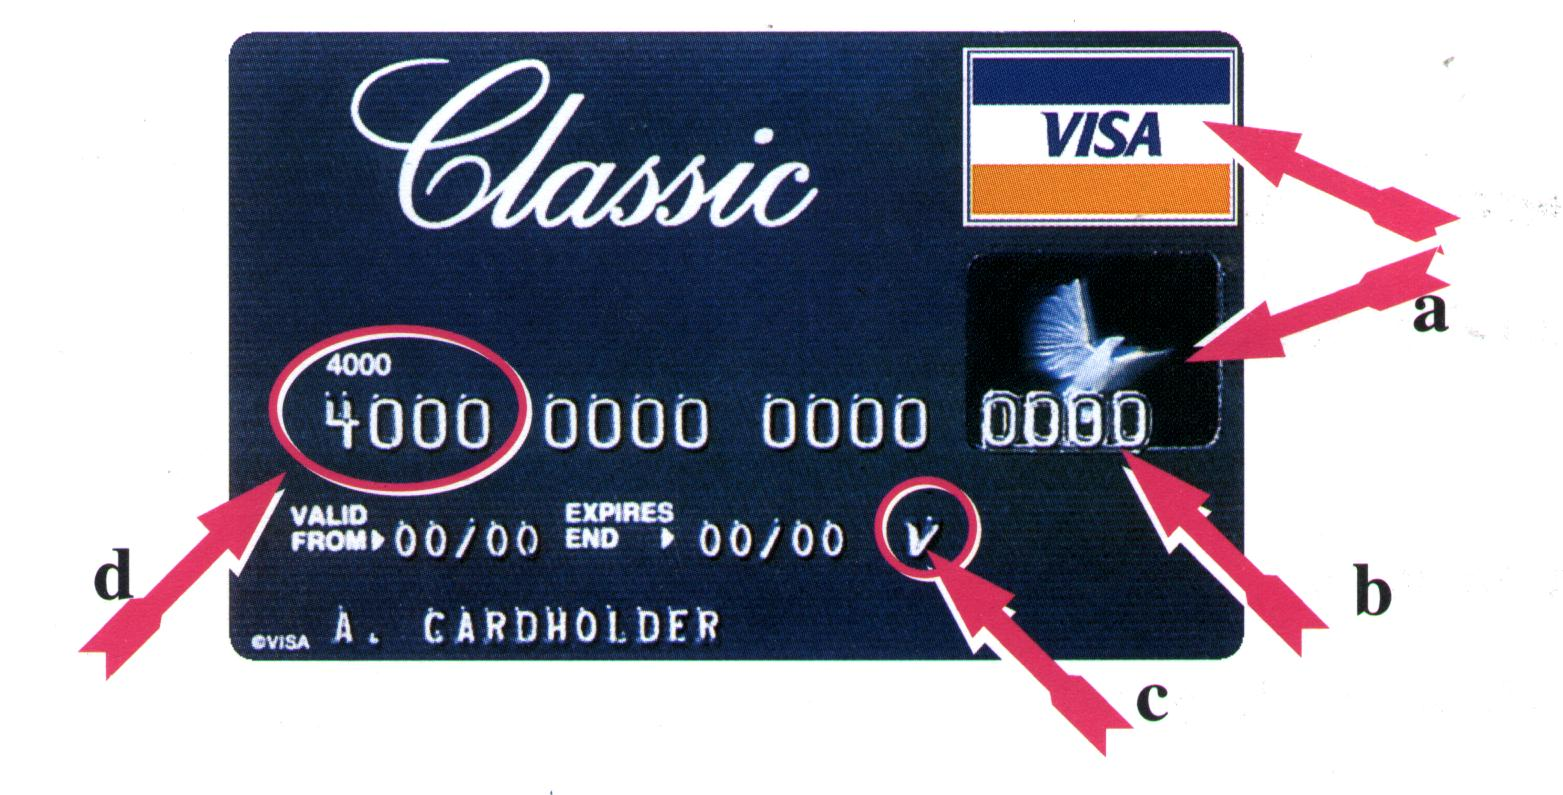 Classic
VISA
a
4000
4000 0000 0000 0000
VALID FROM 00/00 EXPIRES END 00/00 V
d
b
©VISA A. CARDHOLDER
c